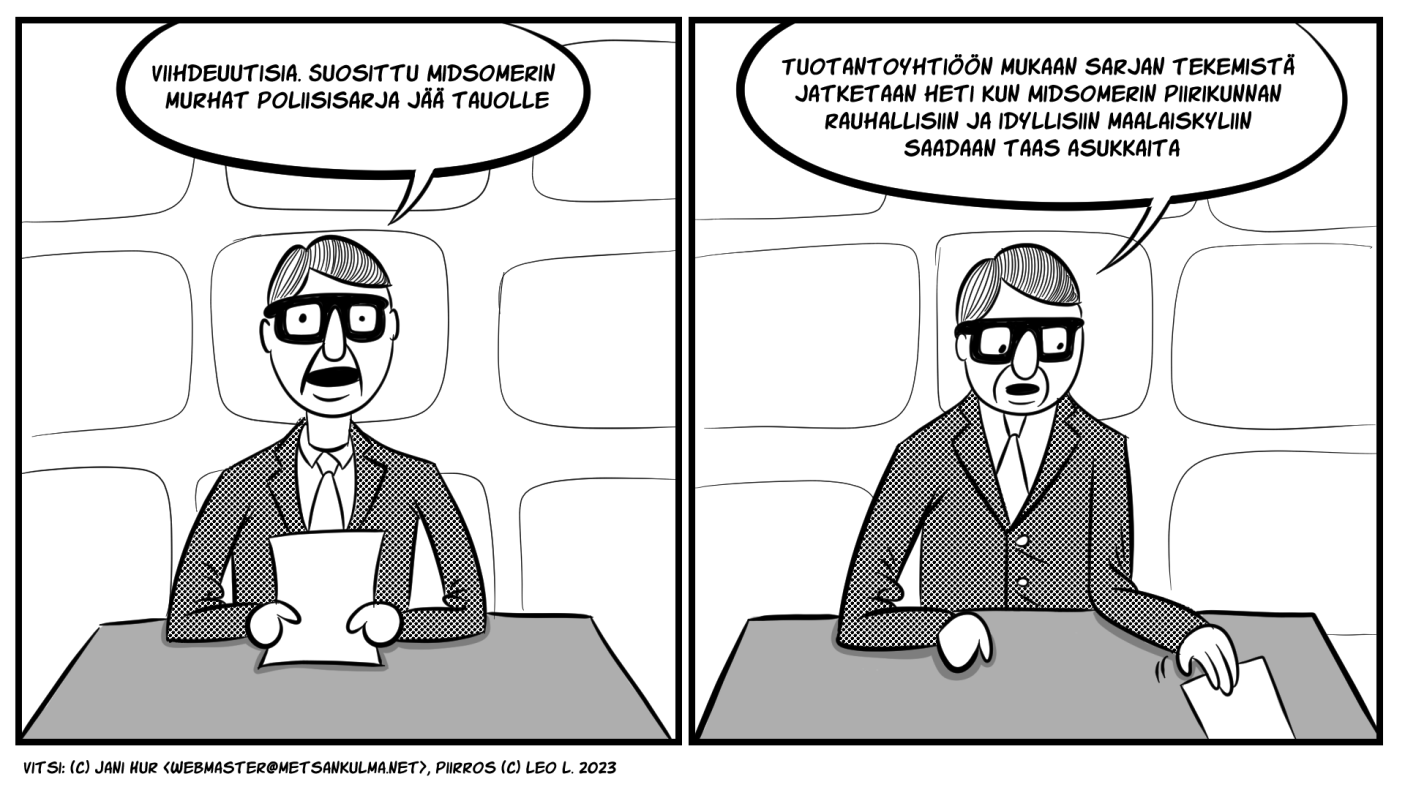 VIIHDEUUTISIA. SUOSITTU MIDSOMERIN
MURHAT POLIISISARJA JÄÄ TAUOLLE
TUOTANTOYHTIÖÖN MUKAAN SARJAN TEKEMISTÄ
JATKETAAN HETI KUN MIDSOMERIN PIIRIKUNNAN
RAUHALLISIIN JA IDYLLISIIN MAALAISKYLIIN
SAADAAN TAAS ASUKKAITA
VITSI: (C) JANI HUR <WEBMASTER@METSANKULMA.NET>, PIIRROS (C) LEO L. 2023